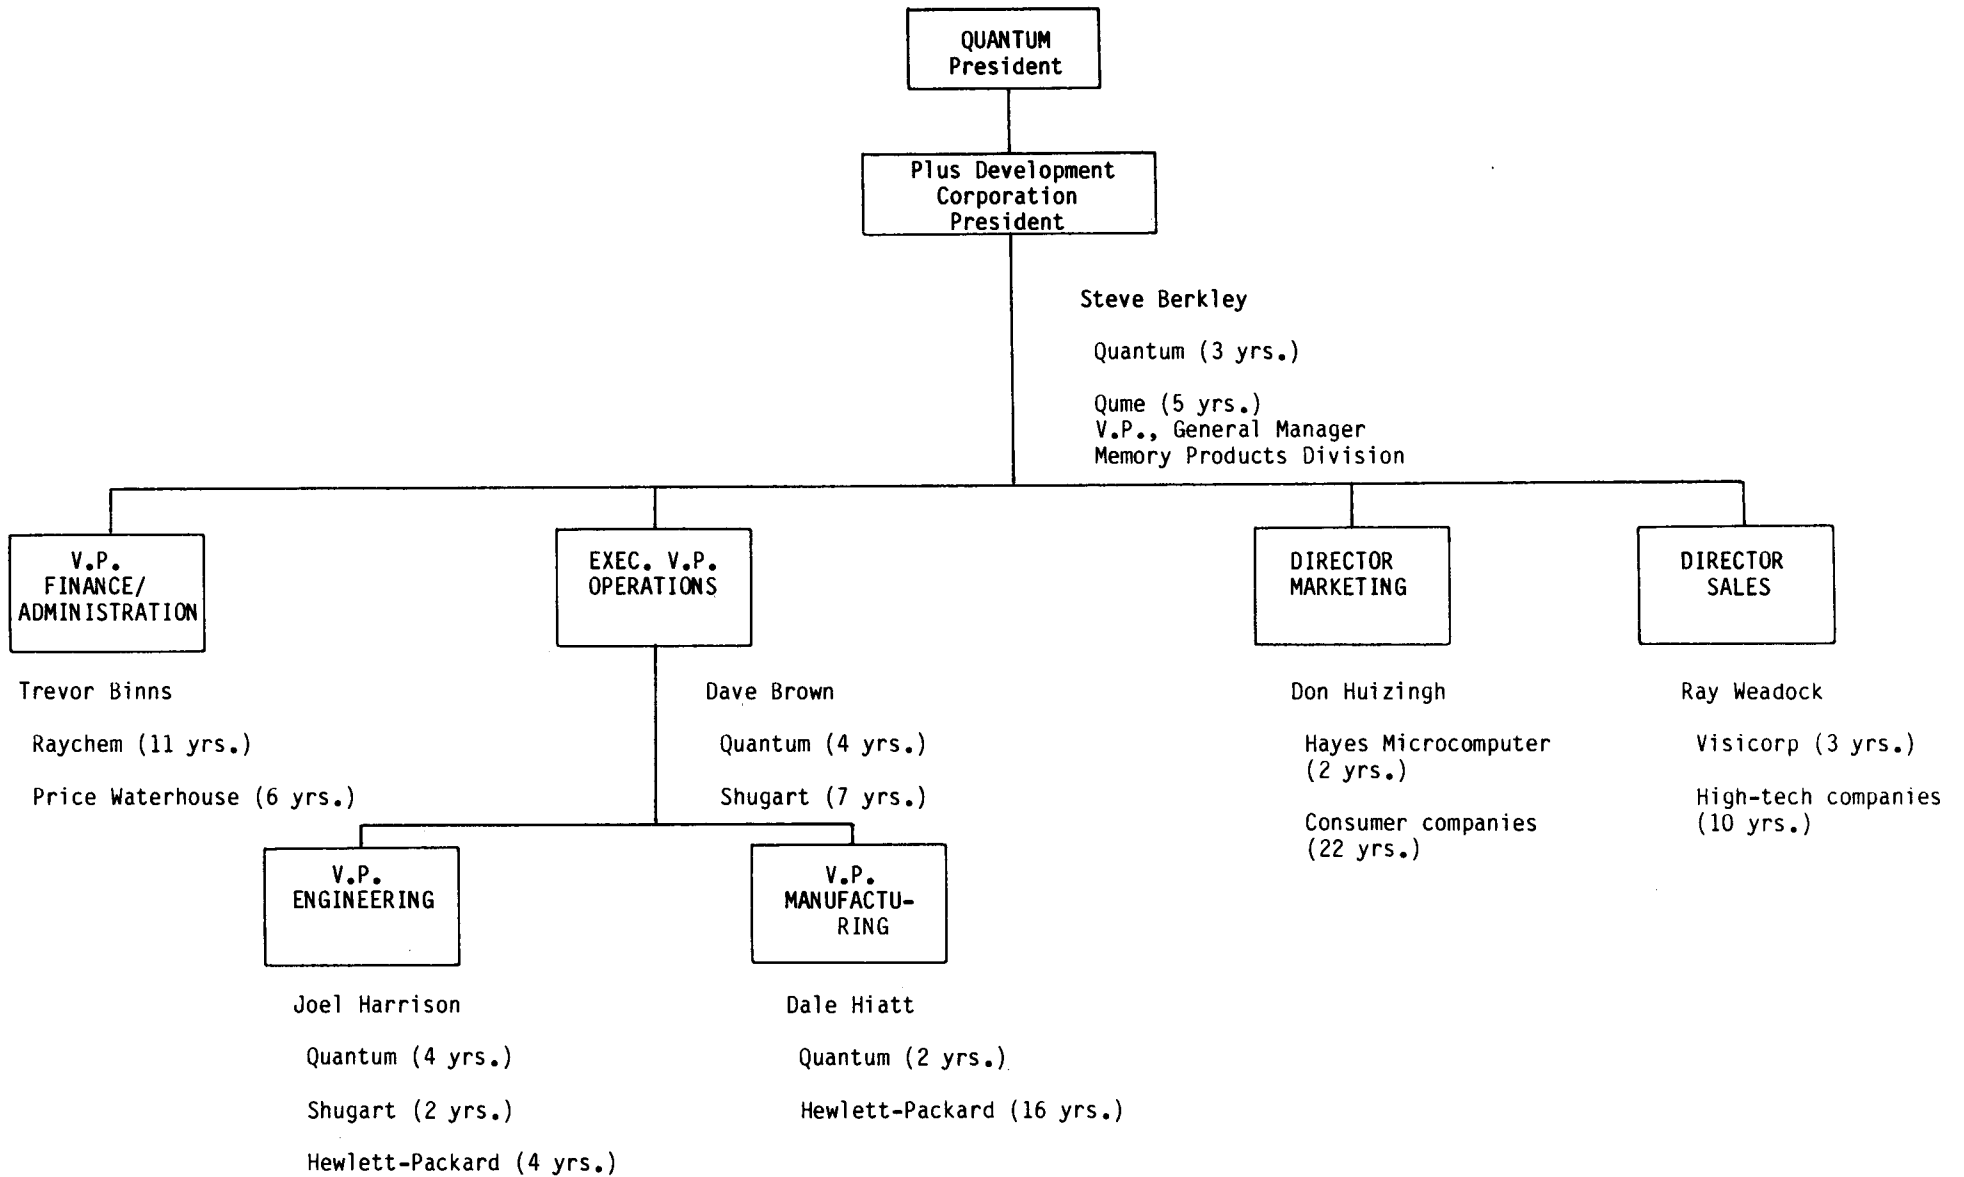 QUANTUM
President
Plus Development
Corporation
President
Steve Berkley
Quantum (3 yrs.)
Qume (5 yrs.)
V.P., General Manager
Memory Products Division
V.P.
FINANCE/
ADMINISTRATION
Trevor Binns
Raychem (11 yrs.)
Price Waterhouse (6 yrs.)
EXEC. V.P.
OPERATIONS
Dave Brown
Quantum (4 yrs.)
Shugart (7 yrs.)
DIRECTOR
MARKETING
Don Huizingh
Hayes Microcomputer
(2 yrs.)
Consumer companies
(22 yrs.)
DIRECTOR
SALES
Ray Weadock
Visicorp (3 yrs.)
High-tech companies
(10 yrs.)
V.P.
ENGINEERING
Joel Harrison
Quantum (4 yrs.)
Shugart (2 yrs.)
Hewlett-Packard (4 yrs.)
V.P.
MANUFACTU-
RING
Dale Hiatt
Quantum (2 yrs.)
Hewlett-Packard (16 yrs.)